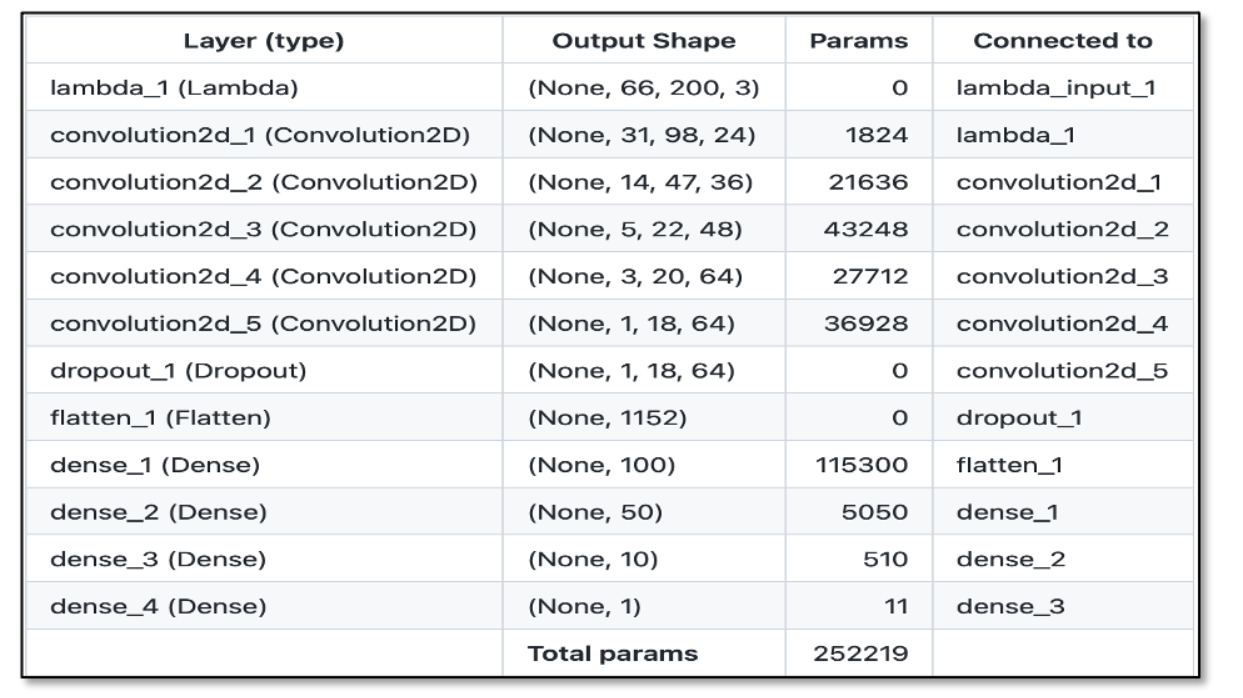 Layer (type) Output Shape Params Connected to
lambda_1 (Lambda) (None, 66, 200, 3) 0 lambda_input_1
convolution2d_1 (Convolution2D) (None, 31, 98, 24) 1824 lambda_1
convolution2d_2 (Convolution2D) (None, 14, 47, 36) 21636 convolution2d_1
convolution2d_3 (Convolution2D) (None, 5, 22, 48) 43248 convolution2d_2
convolution2d_4 (Convolution2D) (None, 3, 20, 64) 27712 convolution2d_3
convolution2d_5 (Convolution2D) (None, 1, 18, 64) 36928 convolution2d_4
dropout_1 (Dropout) (None, 1, 18, 64) 0 convolution2d_5
flatten_1 (Flatten) (None, 1152) 0 dropout_1
dense_1 (Dense) (None, 100) 115300 flatten_1
dense_2 (Dense) (None, 50) 5050 dense_1
dense_3 (Dense) (None, 10) 510 dense_2
dense_4 (Dense) (None, 1) 11 dense_3
Total params 252219